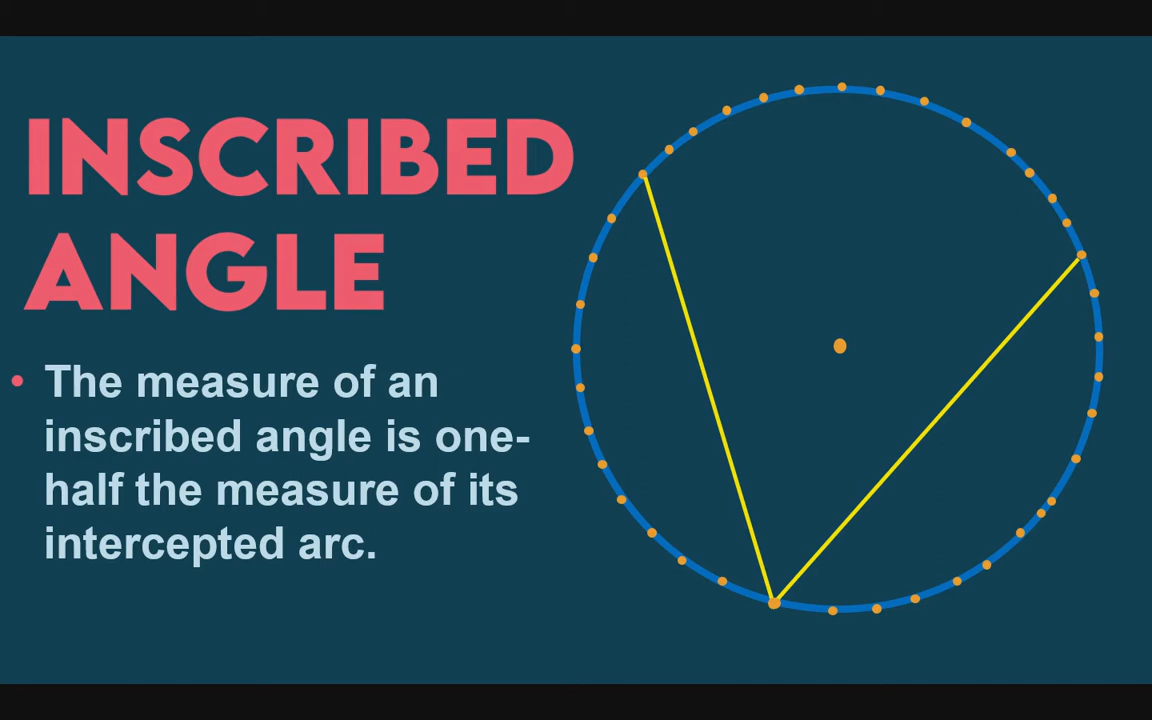 INSCRIBED
ANGLE
• The measure of an
inscribed angle is one-
half the measure of its
intercepted arc.